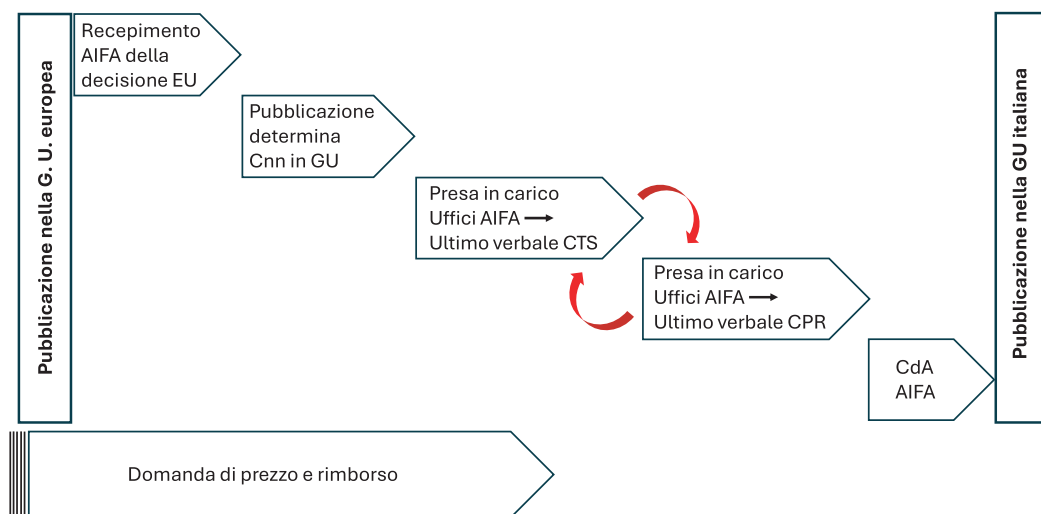 Pubblicazione nella G. U. europea
Recepimento
AIFA della
decisione EU
Pubblicazione
determina
Cnn in GU
Presa in carico
Uffici AIFA →
Ultimo verbale CTS
Presa in carico
Uffici AIFA →
Ultimo verbale CPR
CdA
AIFA
Pubblicazione nella GU italiana
Domanda di prezzo e rimborso